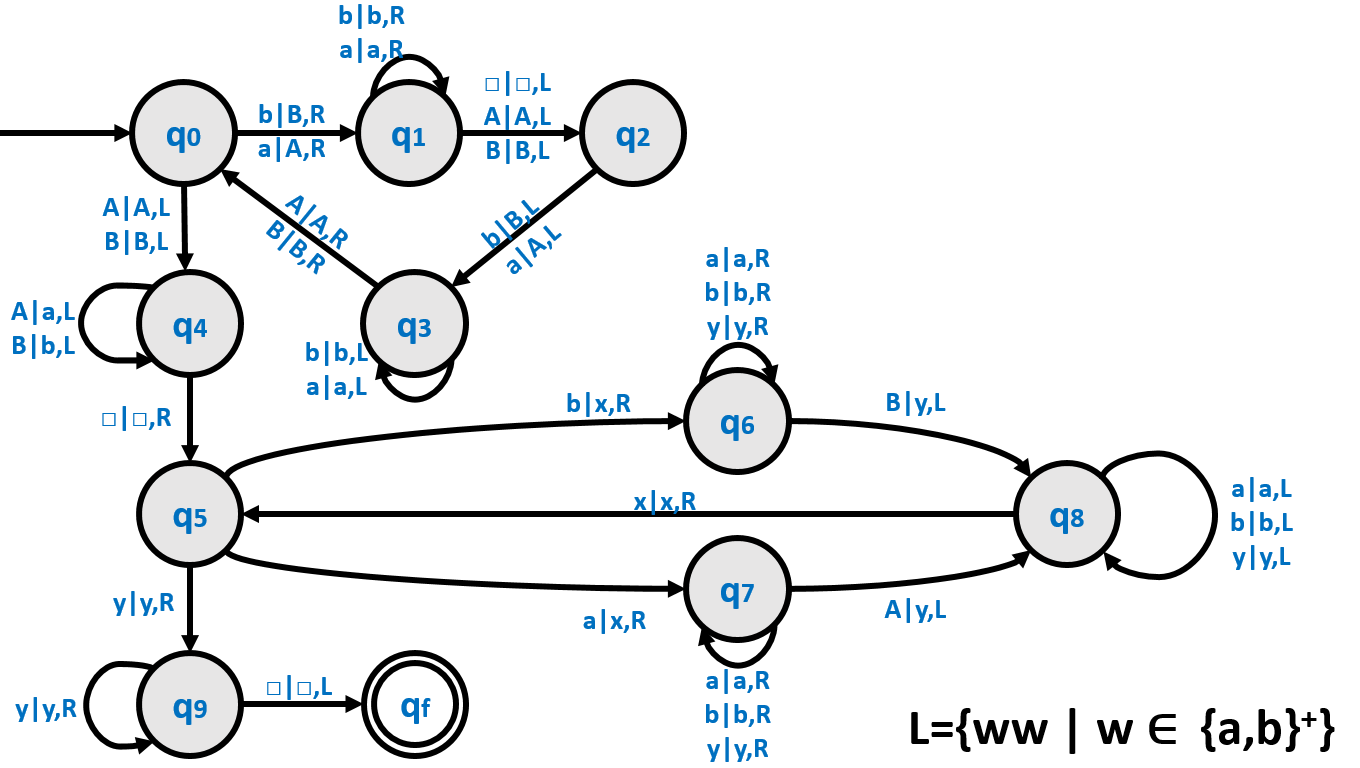 b|b,R
a|a,R
□|□,L
A|A,L
B|B,L
b|B,R
a|A,R
q0
q1
q2
A|A,R
B|B,R
b|B,L
a|A,L
A|A,L
B|B,L
A|a,L
B|b,L
q4
q3
b|b,L
a|a,L
a|a,R
b|b,R
y|y,R
□|□,R
b|x,R
q6
B|y,L
q5
x|x,R
q8
a|a,L
b|b,L
y|y,L
y|y,R
a|x,R
q7
A|y,L
a|a,R
b|b,R
y|y,R
y|y,R
q9
□|□,L
qf
L={ww | w ∈ {a,b}⁺}